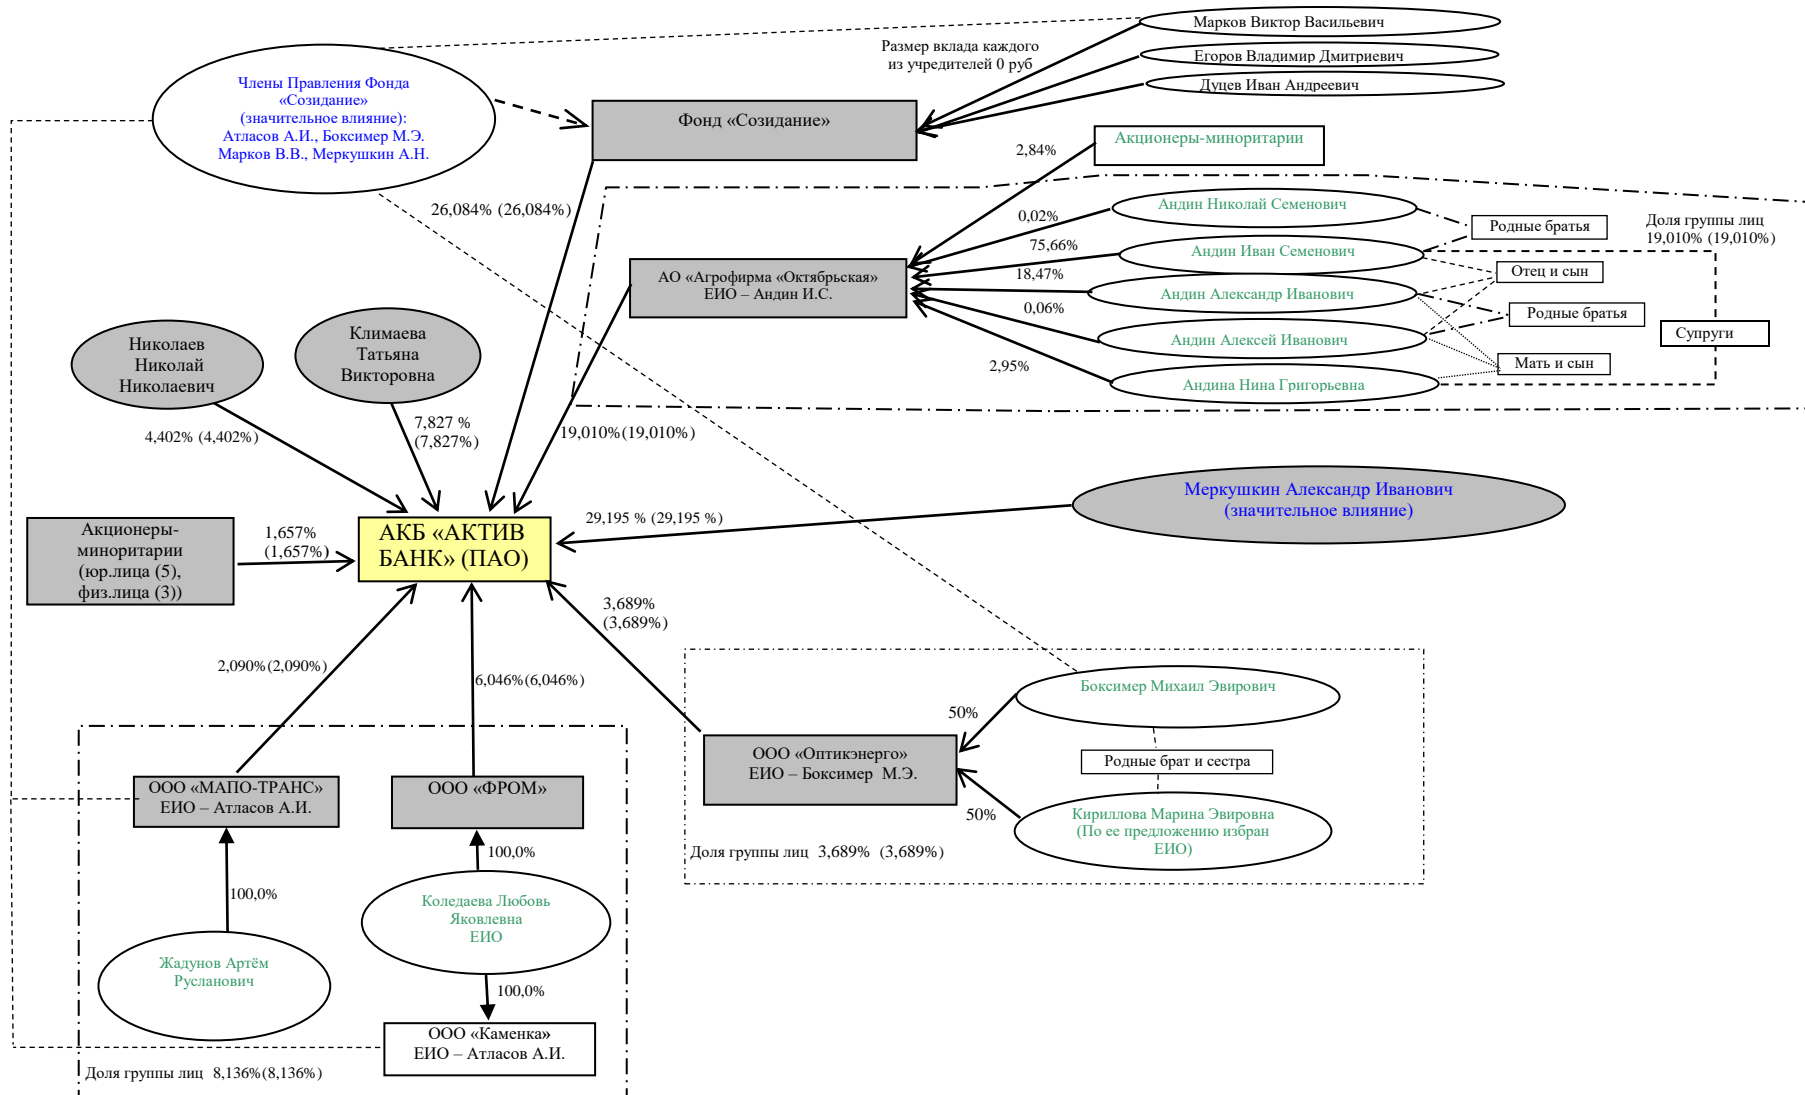 Марков Виктор Васильевич
Размер вклада каждого
из учредителей 0 руб
Егоров Владимир Дмитриевич
Дуцев Иван Андреевич
Члены Правления Фонда
«Созидание»
(значительное влияние):
Атласов А.И., Боксимер М.Э.
Марков В.В., Меркушкин А.Н.
Фонд «Созидание»
Акционеры-миноритарии
2,84%
26,084% (26,084%)
0,02%
Андин Николай Семенович
Родные братья
Доля группы лиц
19,010% (19,010%)
75,66%
Андин Иван Семенович
АО «Агрофирма «Октябрьская»
ЕИО – Андин И.С.
18,47%
Отец и сын
Андин Александр Иванович
0,06%
Родные братья
Андин Алексей Иванович
Супруги
2,95%
Мать и сын
Андина Нина Григорьевна
Николаев
Николай
Николаевич
Климаева
Татьяна
Викторовна
4,402% (4,402%)
7,827 %
(7,827%)
19,010%(19,010%)
Меркушкин Александр Иванович
(значительное влияние)
29,195 % (29,195 %)
Акционеры-
миноритарии
(юр.лица (5),
физ.лица (3))
1,657%
(1,657%)
АКБ «АКТИВ
БАНК» (ПАО)
3,689%
(3,689%)
2,090%(2,090%)
6,046%(6,046%)
Боксимер Михаил Эвирович
50%
ООО «Оптикэнерго»
ЕИО – Боксимер М.Э.
Родные брат и сестра
50%
Кириллова Марина Эвировна
(По ее предложению избран
ЕИО)
Доля группы лиц 3,689% (3,689%)
ООО «МАПО-ТРАНС»
ЕИО – Атласов А.И.
ООО «ФРОМ»
100,0%
100,0%
Коледаева Любовь
Яковлевна
ЕИО
Жадунов Артём
Русланович
100,0%
ООО «Каменка»
ЕИО – Атласов А.И.
Доля группы лиц 8,136%(8,136%)